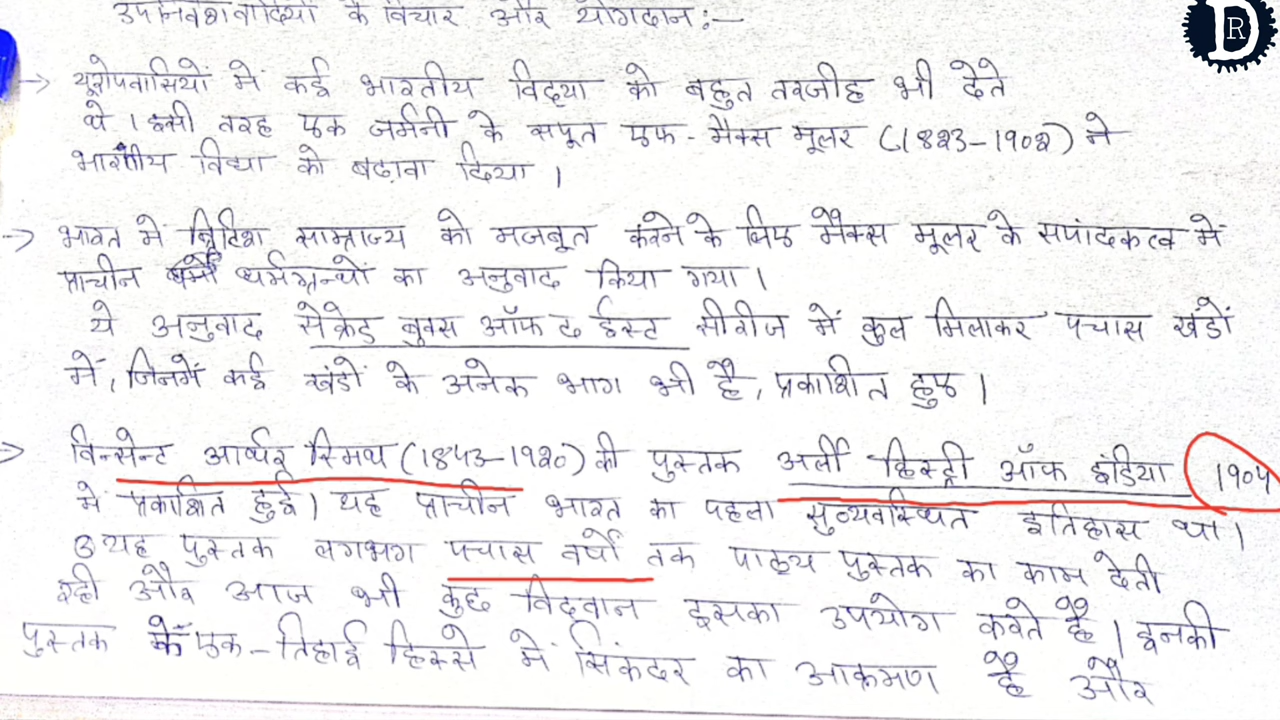 उपनिवेशवादियों के विचार और योगदान:—
DR
→ यूरोपवासियों में कई भारतीय विद्या को बहुत तरजीह भी देते
थे। इसी तरह एक जर्मनी के सपूत एफ-मैक्स मूलर (1823-1902) ने
भारतीय विद्या को बढ़ावा दिया।
→ भारत में ब्रिटिश साम्राज्य को मजबूत करने के लिए मैक्स मूलर के सपांदकत्व में
प्राचीन धर्मग्रन्थों का अनुवाद किया गया।
ये अनुवाद सेक्रेड बुक्स ऑफ द ईस्ट सीरीज में कुल मिलाकर पचास खंडों
में, जिनमें कई खंडों के अनेक भाग भी है, प्रकाशित हुए।
→ विन्सेन्ट आर्थर स्मिथ (1843-1920) की पुस्तक अर्ली हिस्ट्री ऑफ इंडिया 1904
में प्रकाशित हुई। यह प्राचीन भारत का पहला सुव्यवस्थित इतिहास था।
यह पुस्तक लगभग पचास वर्षों तक पाठ्य पुस्तक का काम देती
रही और आज भी कुछ विद्वान इसका उपयोग करते है। इनकी
पुस्तक के एक-तिहाई हिस्से में सिकंदर का आक्रमण है और